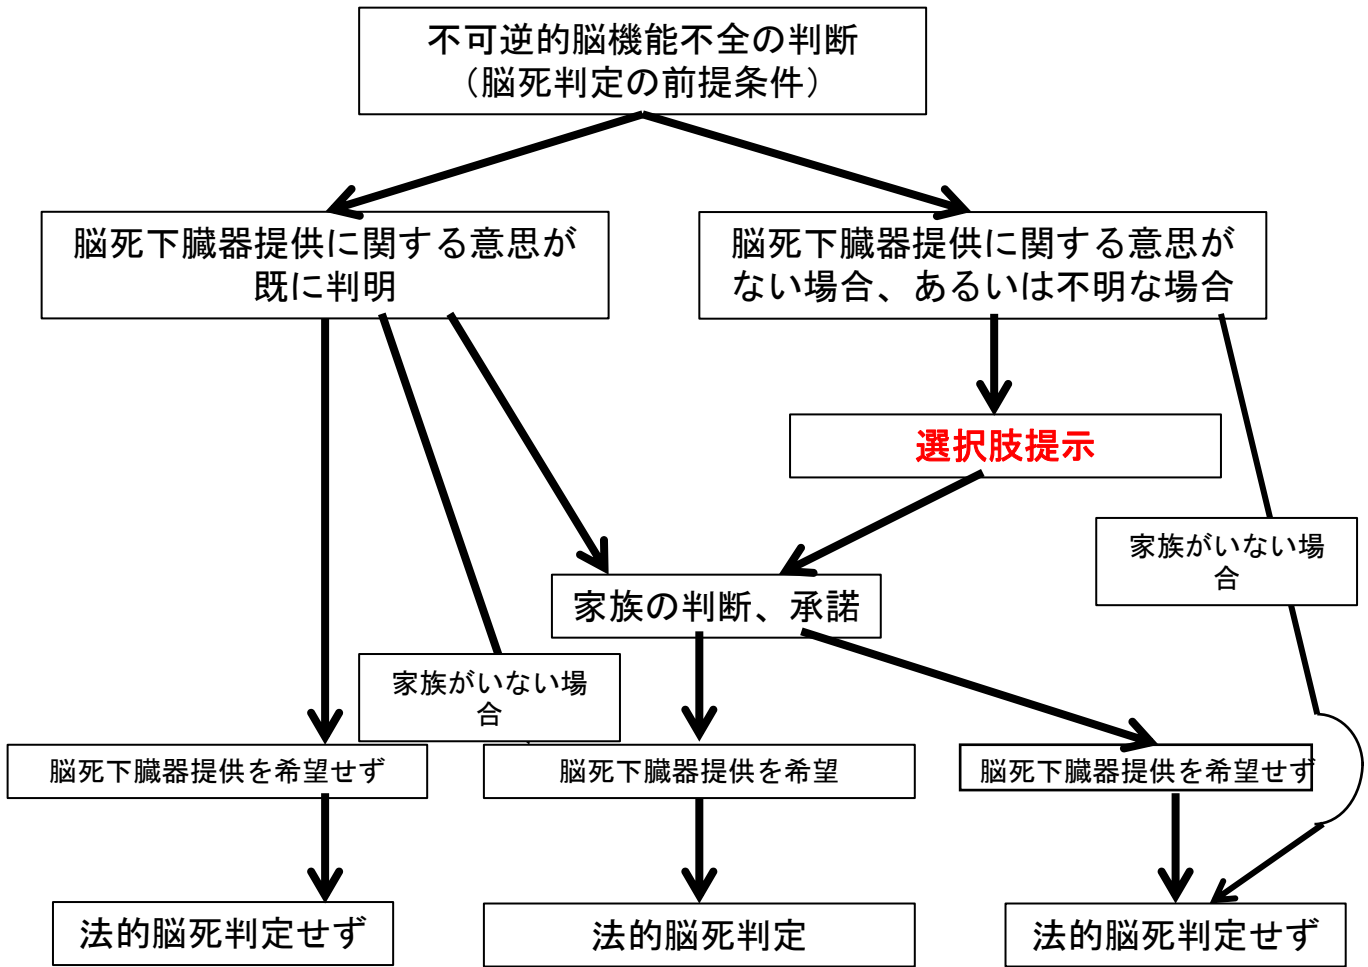 不可逆的脳機能不全の判断
（脳死判定の前提条件）
脳死下臓器提供に関する意思が
既に判明
脳死下臓器提供に関する意思が
ない場合、あるいは不明な場合
選択肢提示
家族がいない場
合
家族の判断、承諾
家族がいない場
合
脳死下臓器提供を希望せず
脳死下臓器提供を希望
脳死下臓器提供を希望せず
法的脳死判定せず
法的脳死判定
法的脳死判定せず